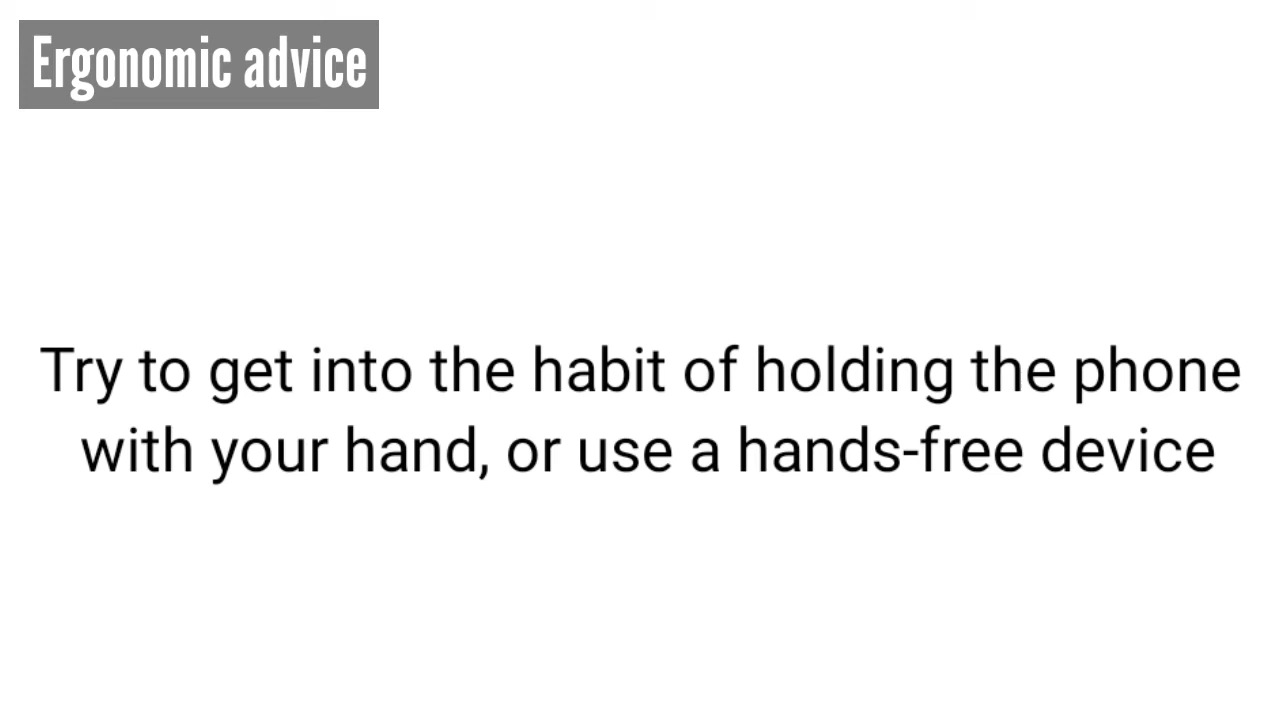 Ergonomic advice
Try to get into the habit of holding the phone
with your hand, or use a hands-free device